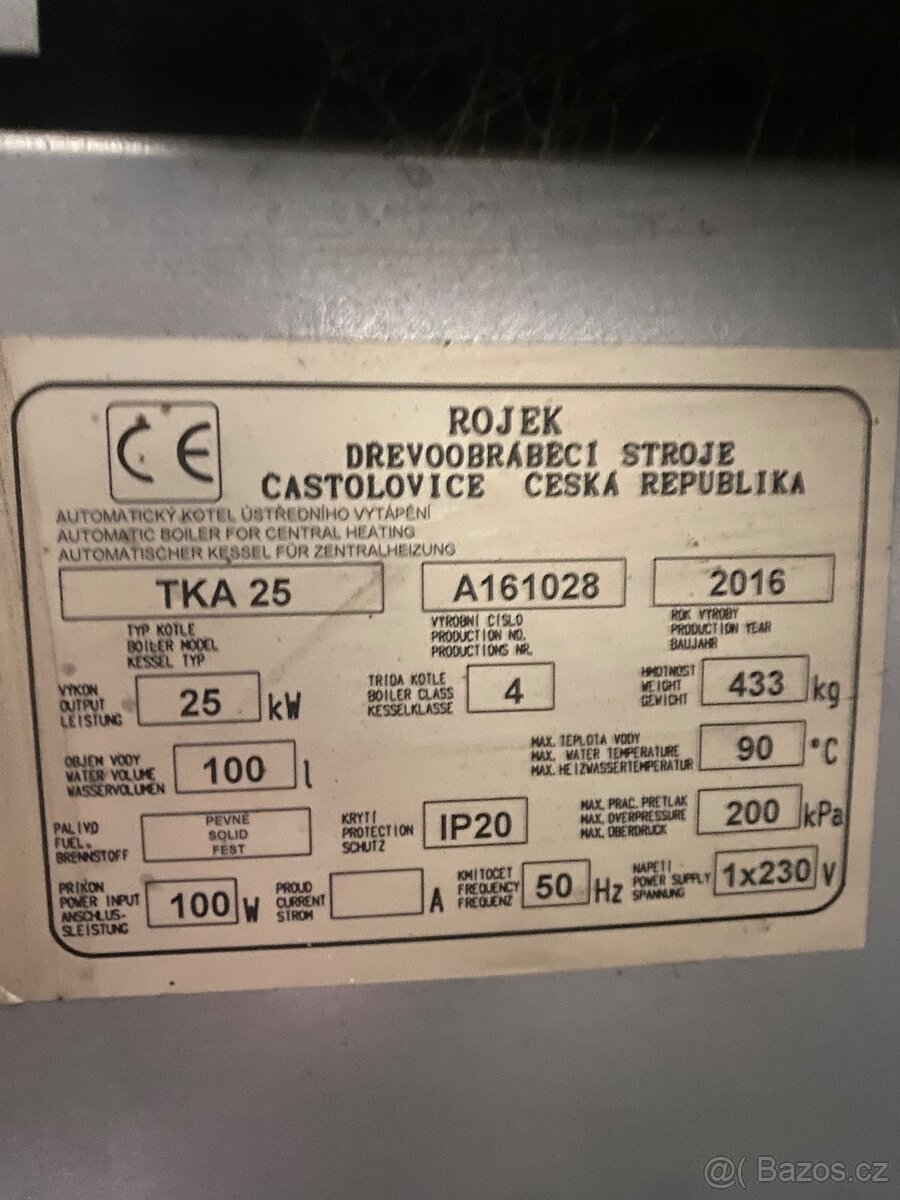 CE
ROJEK
DŘEVOOBRÁBĚCÍ STROJE
ČASTOLOVICE ČESKÁ REPUBLIKA
AUTOMATICKÝ KOTEL ÚSTŘEDNÍHO VYTÁPĚNÍ
AUTOMATIC BOILER FOR CENTRAL HEATING
AUTOMATISCHER KESSEL FÜR ZENTRALHEIZUNG
TKA 25
A161028
2016
TYP KOTLE
BOILER MODEL
KESSEL TYP
VÝROBNÍ ČÍSLO
PRODUCTION NO.
PRODUCTIONS NR.
ROK VÝROBY
PRODUCTION YEAR
BAUJAHR
VÝKON
OUTPUT
LEISTUNG
25 kW
TŘÍDA KOTLE
BOILER CLASS
KESSELKLASSE
4
HMOTNOST
WEIGHT
GEWICHT
433 kg
OBJEM VODY
WATER VOLUME
WASSERVOLUMEN
100 l
MAX. TEPLOTA VODY
MAX. WATER TEMPERATURE
MAX. HEIZWASSERTEMPERATUR
90 °C
PALIVO
FUEL.
BRENNSTOFF
PEVNÉ
SOLID
FEST
KRYTÍ
PROTECTION
SCHUTZ
IP20
MAX. PRAC. PŘETLAK
MAX. OVERPRESSURE
MAX. ÜBERDRUCK
200 kPa
PŘÍKON
POWER INPUT
ANSCHLUS-
SLEISTUNG
100 W
PROUD
CURRENT
STROM
A
KMITOČET
FREQUENCY
FREQUENZ
50 Hz
NAPĚTÍ
POWER SUPPLY
SPANNUNG
1x230 V
@( Bazos.cz